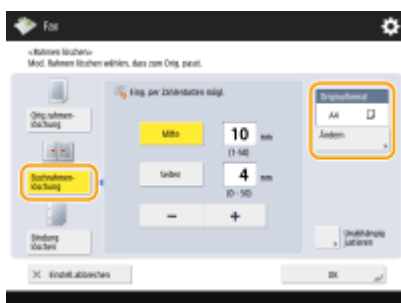 Fax
<Rahmen löschen>
Mod. Rahmen löschen wählen, dass zum Orig. passt.
Eing. per Zahlentasten mögl.
Originalformat
A4
Ändern
Orig.rahmen-
löschung
Mitte
10 mm
(1-50)
Buchrahmen-
löschung
Seiten
4 mm
(0 - 50)
− +
Bindung
löschen
Unabhängig
justieren
× Einstell. abbrechen
OK